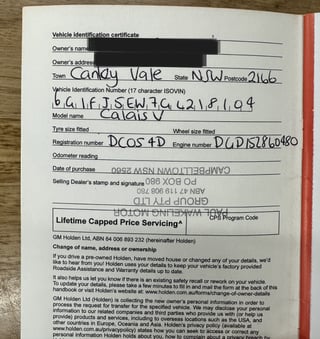 Vehicle identification certificate
Owner's name
Owner's address
Town Canley Vale State NSW Postcode 2166
Vehicle Identification Number (17 character ISOVIN)
6G1FJ5EW7GL218194
Model name Calais V
Tyre size fitted Wheel size fitted
Registration number DCOS4D Engine number D4D152860480
Odometer reading
Date of purchase
CAMPBELLTOWN NSW 2560
Selling Dealer's stamp and signature
PO BOX 980
ABN 47 119 908 760
GROUP PTY LTD
PAUL WAKELING MOTOR
Lifetime Capped Price Servicing^ CPS Program Code
GM Holden Ltd, ABN 84 006 893 232 (hereinafter Holden)
Change of name, address or ownership
If you drive a pre-owned Holden, have moved house or changed any of your details, we'd
like to hear from you! Holden uses your details to keep your vehicle's factory provided
Roadside Assistance and Warranty details up to date.
It also helps us let you know if there is an existing safety recall or rework on your vehicle.
To update your details, please take a few minutes to fill in and mail the form at the back of this
handbook or visit Holden's website at: www.holden.com.au/forms/change-of-owner-details
GM Holden Ltd (Holden) is collecting the new owner's personal information in order to
process the request for transfer of the specified vehicle. We may disclose your personal
information to our related companies and third parties who provide us (with us or help us
provide) products and services, including to overseas locations such as the USA, and
other countries in Europe, Oceania and Asia. Holden's privacy policy (available at
www.holden.com.au/privacypolicy) states how you can seek to access or correct any
personal information Holden holds about you, how to complain about a privacy breach by